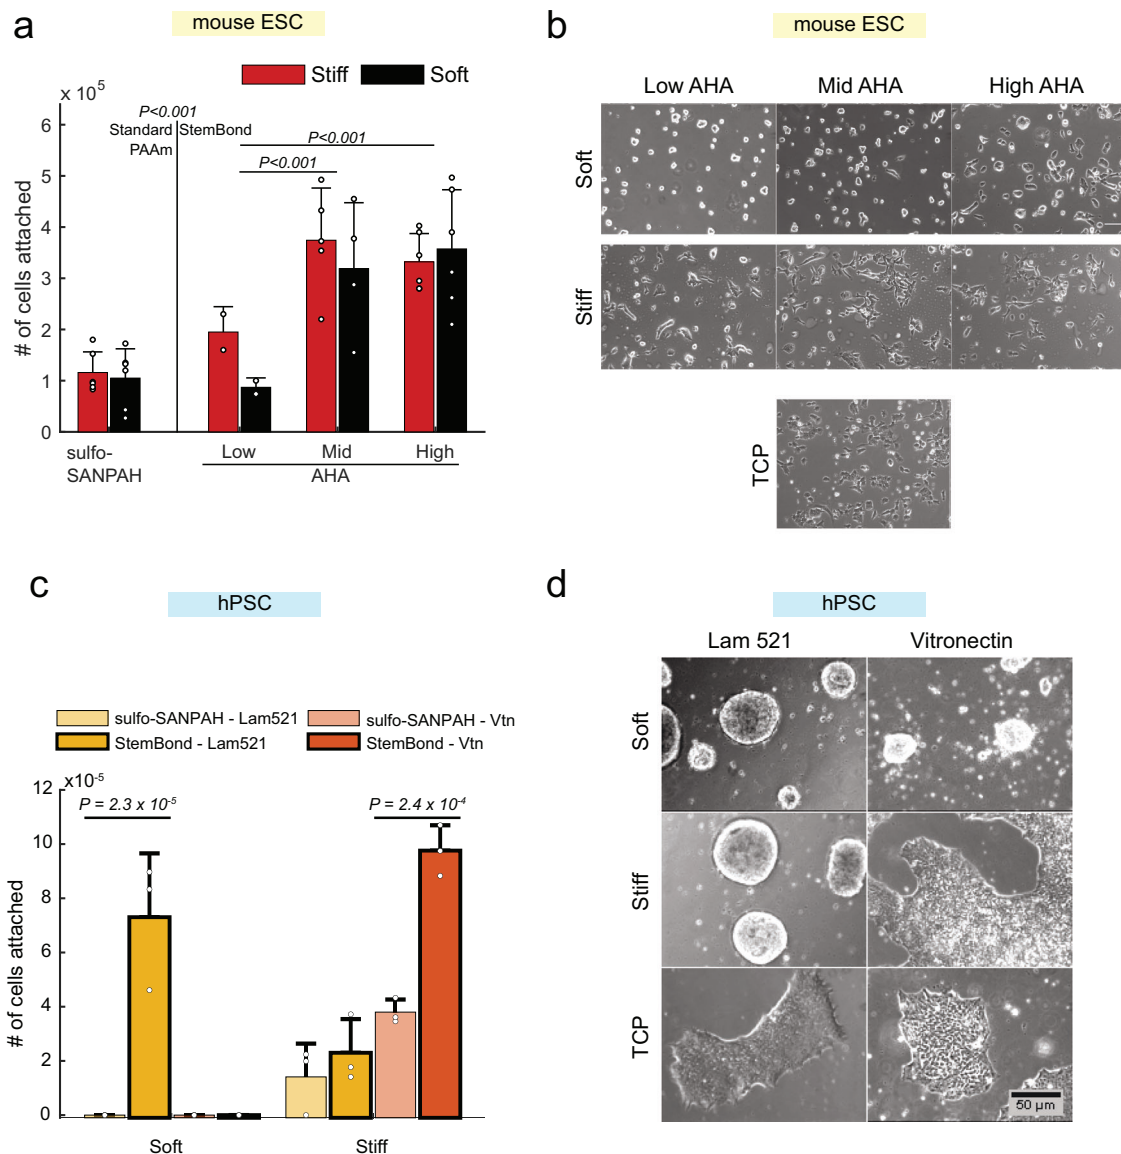 a
mouse ESC
Stiff
Soft
x 10⁵
P<0.001
Standard StemBond
PAAm
P<0.001
P<0.001
6
5
4
3
2
1
0
# of cells attached
sulfo-
SANPAH
Low
Mid
High
AHA
b
mouse ESC
Low AHA
Mid AHA
High AHA
Soft
Stiff
TCP
c
hPSC
sulfo-SANPAH - Lam521
sulfo-SANPAH - Vtn
StemBond - Lam521
StemBond - Vtn
x10⁻⁵
12
P = 2.3 x 10⁻⁵
P = 2.4 x 10⁻⁴
10
8
6
4
2
0
# of cells attached
Soft
Stiff
d
hPSC
Lam 521
Vitronectin
Soft
Stiff
TCP
50 µm